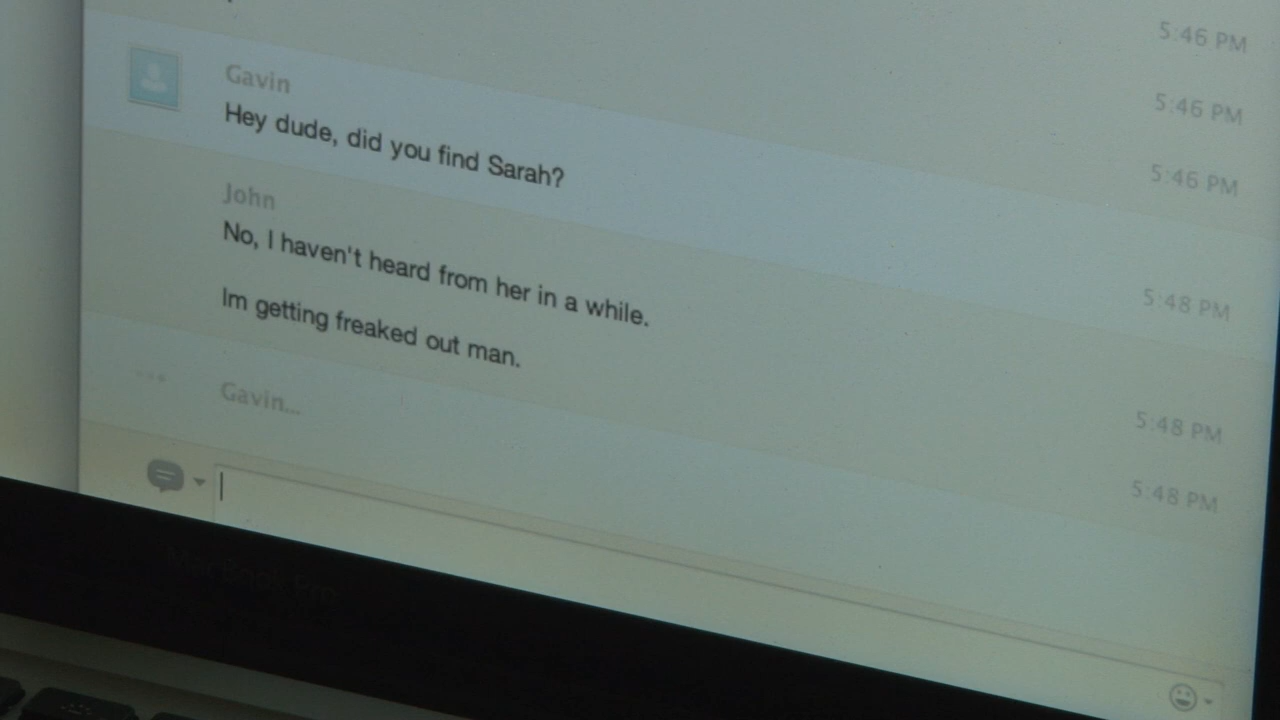 5:46 PM
5:46 PM
5:46 PM
Gavin
Hey dude, did you find Sarah?
5:48 PM
John
No, I haven't heard from her in a while.
5:48 PM
Im getting freaked out man.
5:48 PM
Gavin...
MacBook Pro